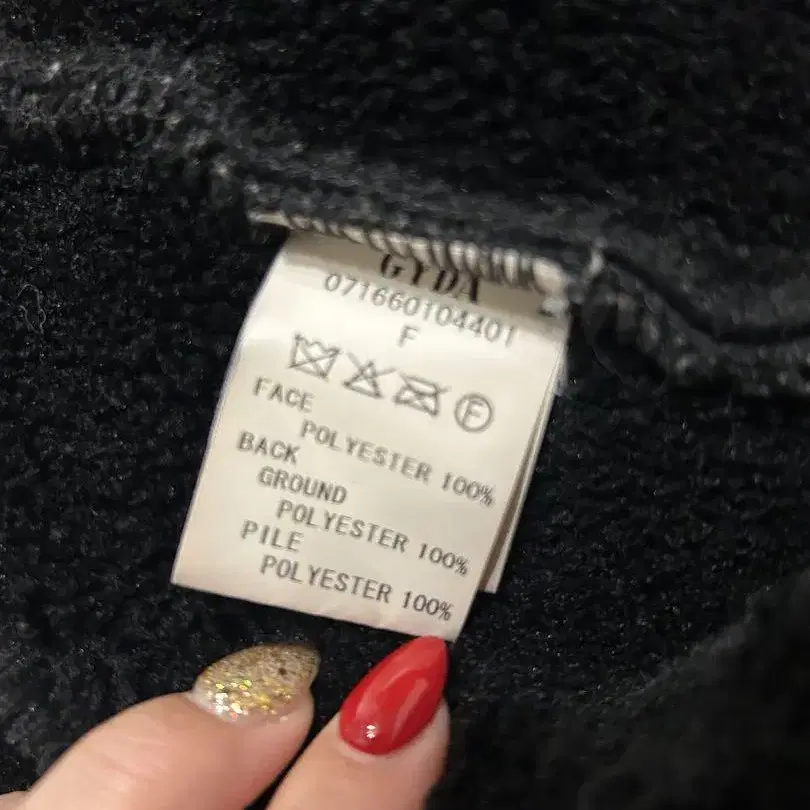 GYDA
071660104401
F
F
FACE
POLYESTER 100%
BACK
GROUND
POLYESTER 100%
PILE
POLYESTER 100%